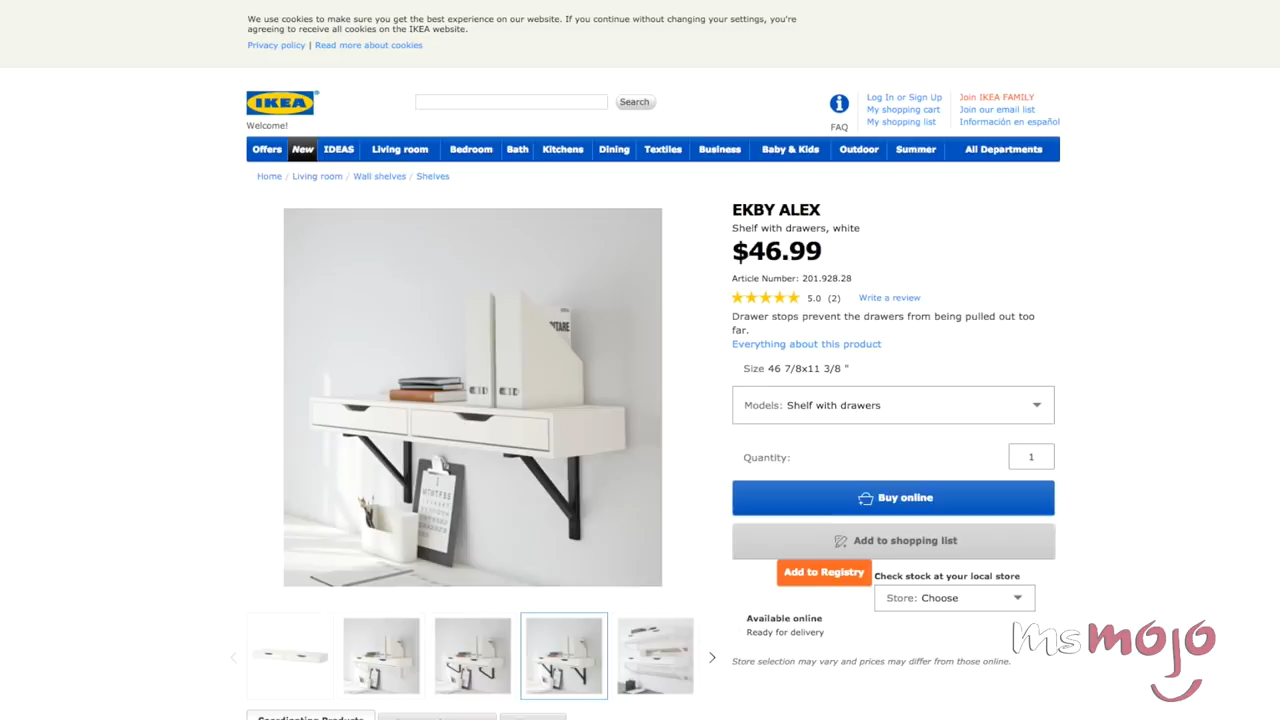 We use cookies to make sure you get the best experience on our website. If you continue without changing your settings, you're
agreeing to receive all cookies on the IKEA website.
Privacy policy | Read more about cookies
IKEA
®
Welcome!
Search
FAQ
Log In or Sign Up
My shopping cart
My shopping list
Join IKEA FAMILY
Join our email list
Información en español
Offers New IDEAS Living room Bedroom Bath Kitchens Dining Textiles Business Baby & Kids Outdoor Summer All Departments
Home / Living room / Wall shelves / Shelves
EKBY ALEX
Shelf with drawers, white
$46.99
Article Number: 201.928.28
5.0 (2) Write a review
Drawer stops prevent the drawers from being pulled out too
far.
Everything about this product
Size 46 7/8x11 3/8 "
Models: Shelf with drawers
Quantity: 1
Buy online
Add to shopping list
Add to Registry
Check stock at your local store
Store: Choose
Available online
Ready for delivery
Store selection may vary and prices may differ from those online.
msmojo
Coordinating Products